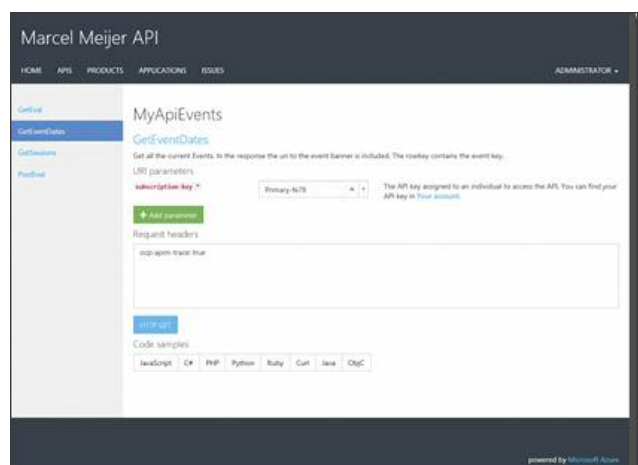 Marcel Meijer API
HOME APIS PRODUCTS APPLICATIONS ISSUES ADMINISTRATOR
GetEval
GetEventDates
GetSessions
PostEval
MyApiEvents
GetEventDates
Get all the current Events. In the response the uri to the event banner is included. The rowkey contains the event key.
URI parameters
subscription-key *
Primary-fe78
The API key assigned to an individual to access the API. You can find your
API key in Your account.
+ Add parameter
Request headers
ocp-apim-trace:true
HTTP GET
Code samples
JavaScript C# PHP Python Ruby Curl Java ObjC
powered by Microsoft Azure